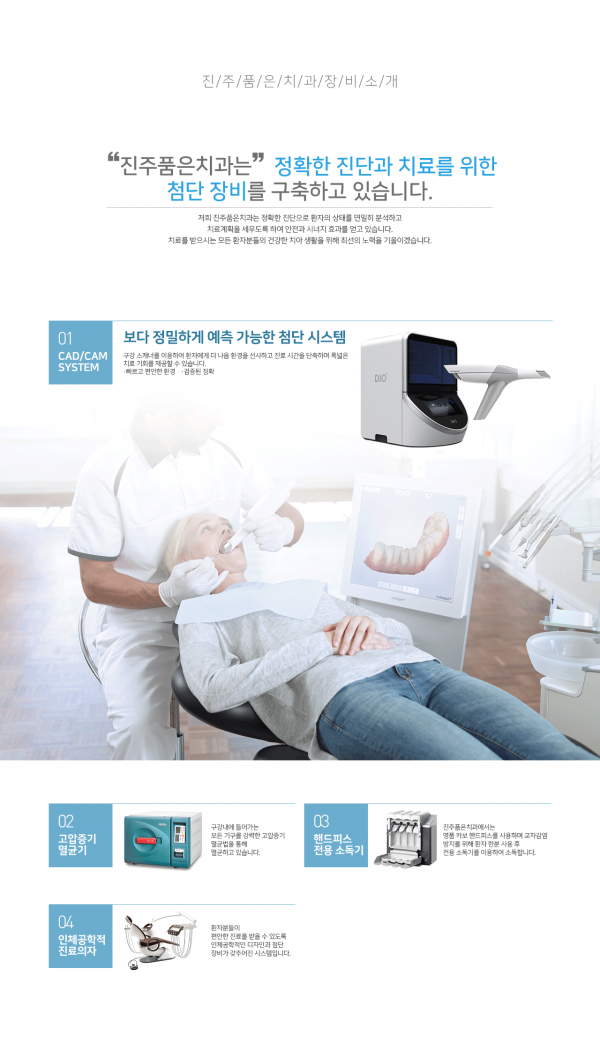 진/주/품/은/치/과/장/비/소/개
“진주품은치과는” 정확한 진단과 치료를 위한
첨단 장비를 구축하고 있습니다.
저희 진주품은치과는 정확한 진단으로 환자의 상태를 면밀히 분석하고
치료계획을 세우도록 하여 안전과 시너지 효과를 얻고 있습니다.
치료를 받으시는 모든 환자분들의 건강한 치아 생활을 위해 최선의 노력을 기울이겠습니다.
01
CAD/CAM
SYSTEM
보다 정밀하게 예측 가능한 첨단 시스템
구강 스캐너를 이용하여 환자에게 더 나음 환경을 선사하고 진료 시간을 단축하며 폭넓은
치료 기회를 제공할 수 있습니다.
·빠르고 편안한 환경 ·검증된 정확
DIO
02
고압증기
멸균기
구강내에 들어가는
모든 기구를 강력한 고압증기
멸균법을 통해
멸균하고 있습니다.
03
핸드피스
전용 소독기
진주품은치과에서는
명품 카보 핸드피스를 사용하며 교차감염
방지를 위해 환자 한분 사용 후
전용 소독기를 이용하여 소독합니다.
04
인체공학적
진료의자
환자분들이
편안한 진료를 받을 수 있도록
인체공학적인 디자인과 첨단
장비가 갖추어진 시스템입니다.